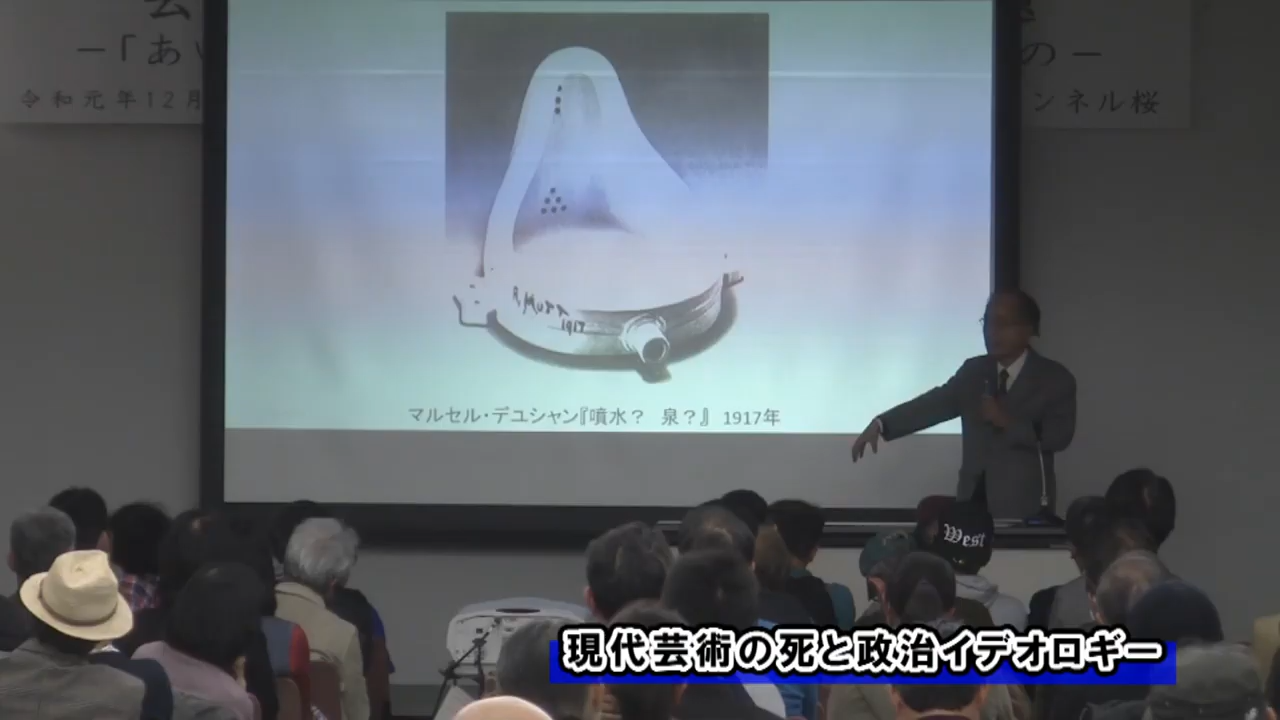 ー「あい
の ー
令和元年12月
ンネル桜
R. MUTT
1917
マルセル・デュシャン『噴水？ 泉？』 1917年
West
現代芸術の死と政治イデオロギー